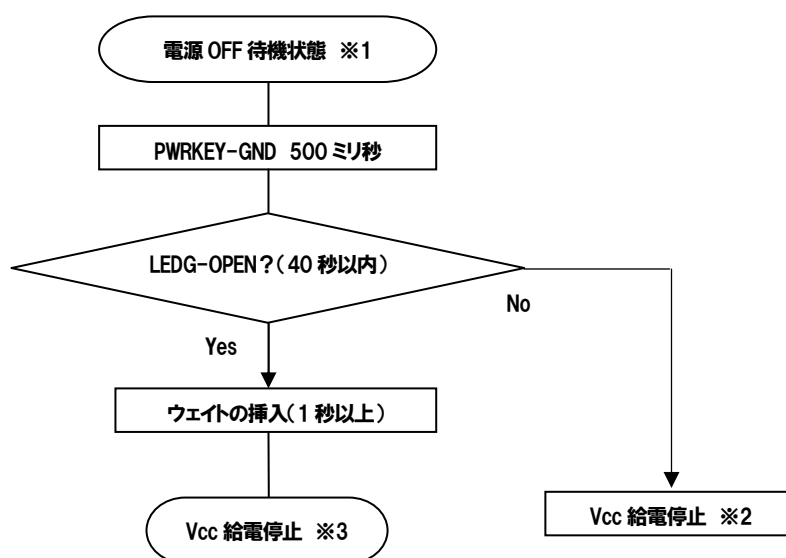 電源 OFF 待機状態 ※1
PWRKEY-GND 500 ミリ秒
LEDG-OPEN?(40 秒以内)
No
Yes
ウェイトの挿入(1 秒以上)
Vcc 給電停止 ※2
Vcc 給電停止 ※3